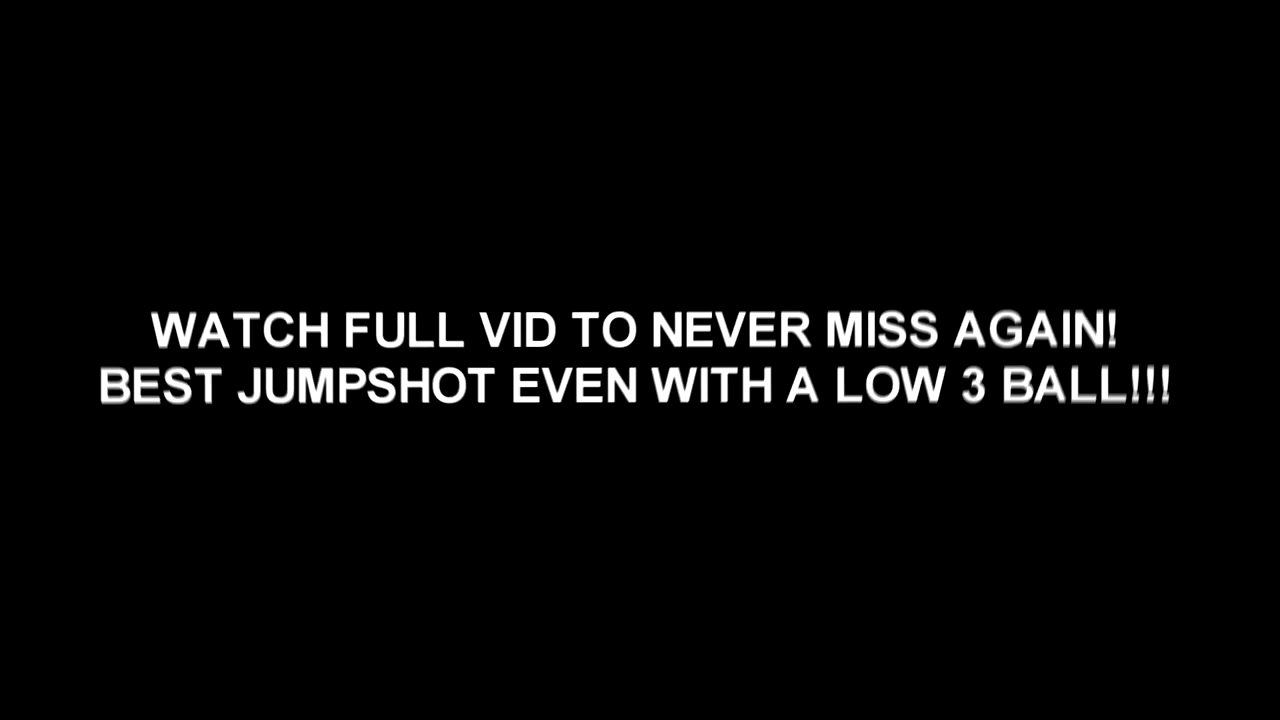 WATCH FULL VID TO NEVER MISS AGAIN!
BEST JUMPSHOT EVEN WITH A LOW 3 BALL!!!